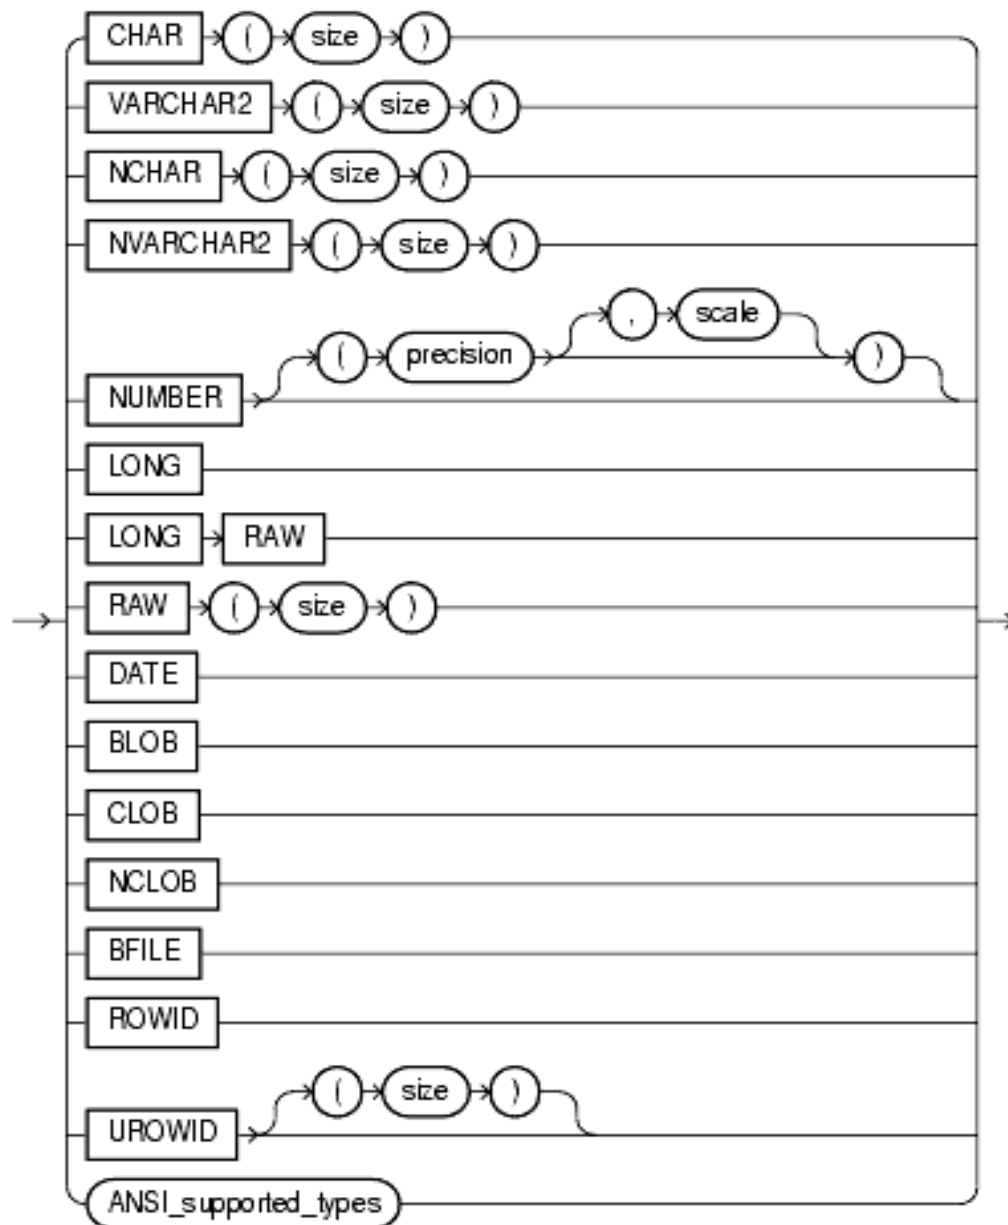 CHAR ( size )
VARCHAR2 ( size )
NCHAR ( size )
NVARCHAR2 ( size )
, scale
( precision )
NUMBER
LONG
LONG RAW
RAW ( size )
DATE
BLOB
CLOB
NCLOB
BFILE
ROWID
( size )
UROWID
ANSI_supported_types